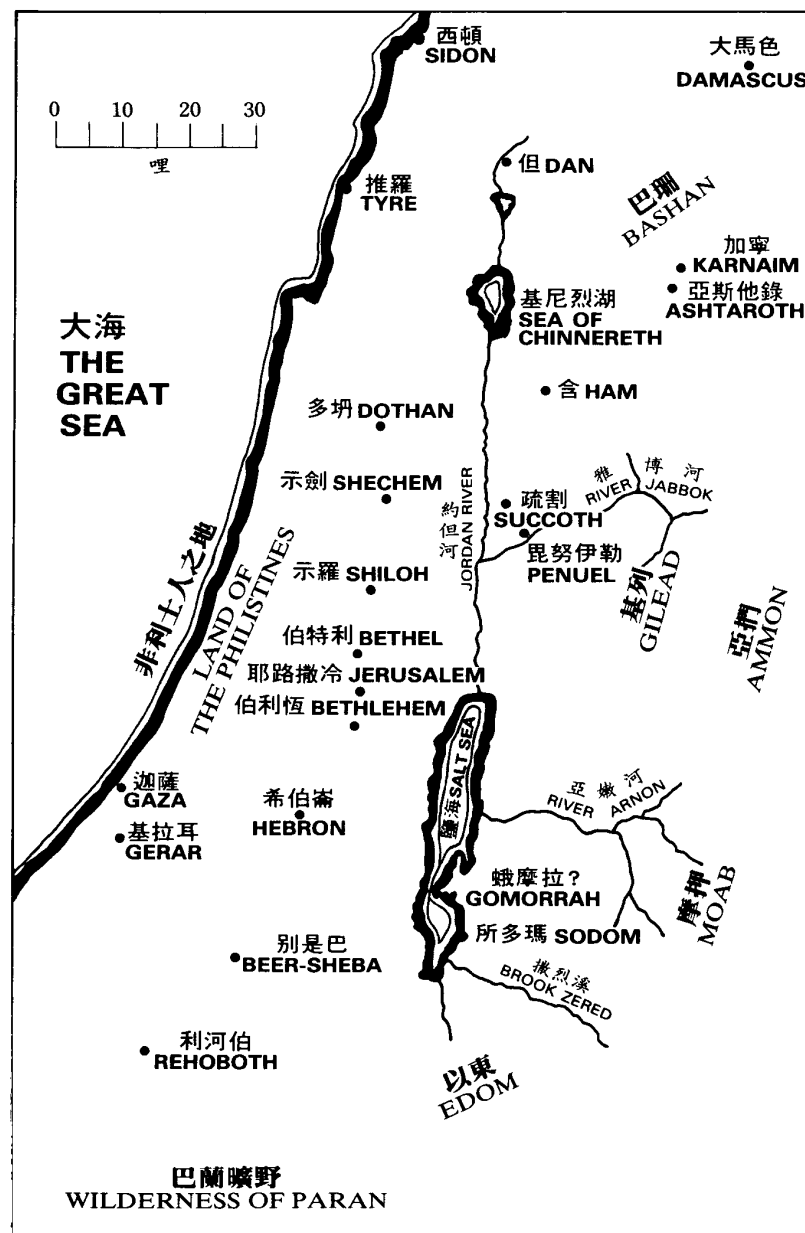 西頓
SIDON
大馬色
DAMASCUS
0 10 20 30
哩
但 DAN
推羅
TYRE
巴珊
BASHAN
加寧
KARNAIM
亞斯他錄
ASHTAROTH
基尼烈湖
SEA OF
CHINNERETH
大海
THE
GREAT
SEA
含 HAM
多坍 DOTHAN
示劍 SHECHEM
雅博河
RIVER JABBOK
疏割
SUCCOTH
約但河
JORDAN RIVER
毘努伊勒
PENUEL
示羅 SHILOH
基列
GILEAD
亞捫
AMMON
非利士人之地
LAND OF
THE PHILISTINES
伯特利 BETHEL
耶路撒冷 JERUSALEM
伯利恆 BETHLEHEM
鹽海 SALT SEA
迦薩
GAZA
希伯崙
HEBRON
亞嫩河
RIVER ARNON
基拉耳
GERAR
摩押
MOAB
蛾摩拉?
GOMORRAH
所多瑪 SODOM
別是巴
BEER-SHEBA
撒烈溪
BROOK ZERED
利河伯
REHOBOTH
以東
EDOM
巴蘭曠野
WILDERNESS OF PARAN